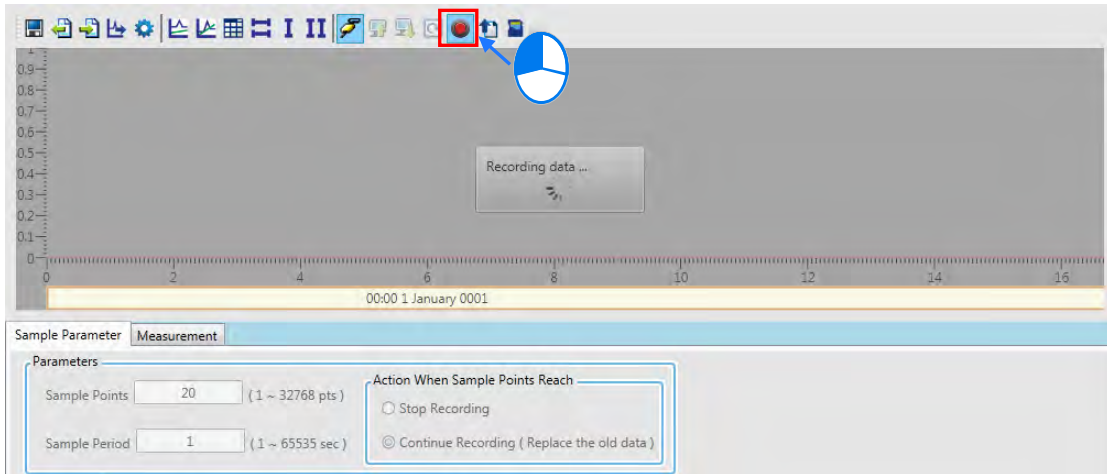 1
0.9
0.8
0.7
0.6
0.5
0.4
0.3
0.2
0.1
0
Recording data ...
0 2 4 6 8 10 12 14 16
00:00 1 January 0001
Sample Parameter Measurement
Parameters
Sample Points 20 ( 1 ~ 32768 pts )
Sample Period 1 ( 1 ~ 65535 sec )
Action When Sample Points Reach
Stop Recording
Continue Recording ( Replace the old data )